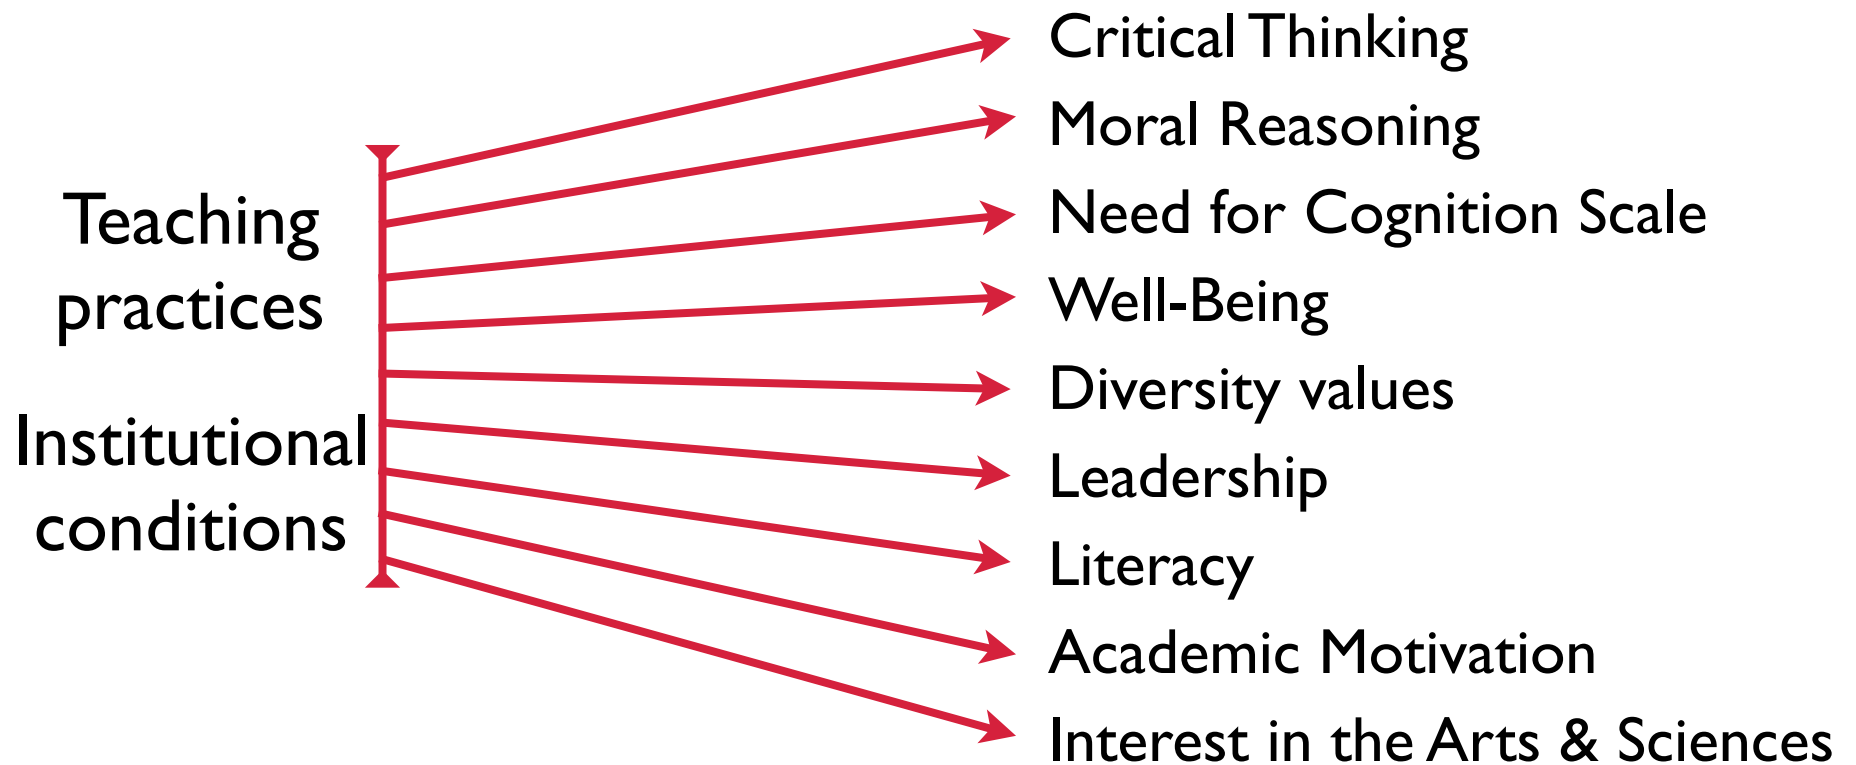 Teaching
practices
Institutional
conditions
Critical Thinking
Moral Reasoning
Need for Cognition Scale
Well-Being
Diversity values
Leadership
Literacy
Academic Motivation
Interest in the Arts & Sciences